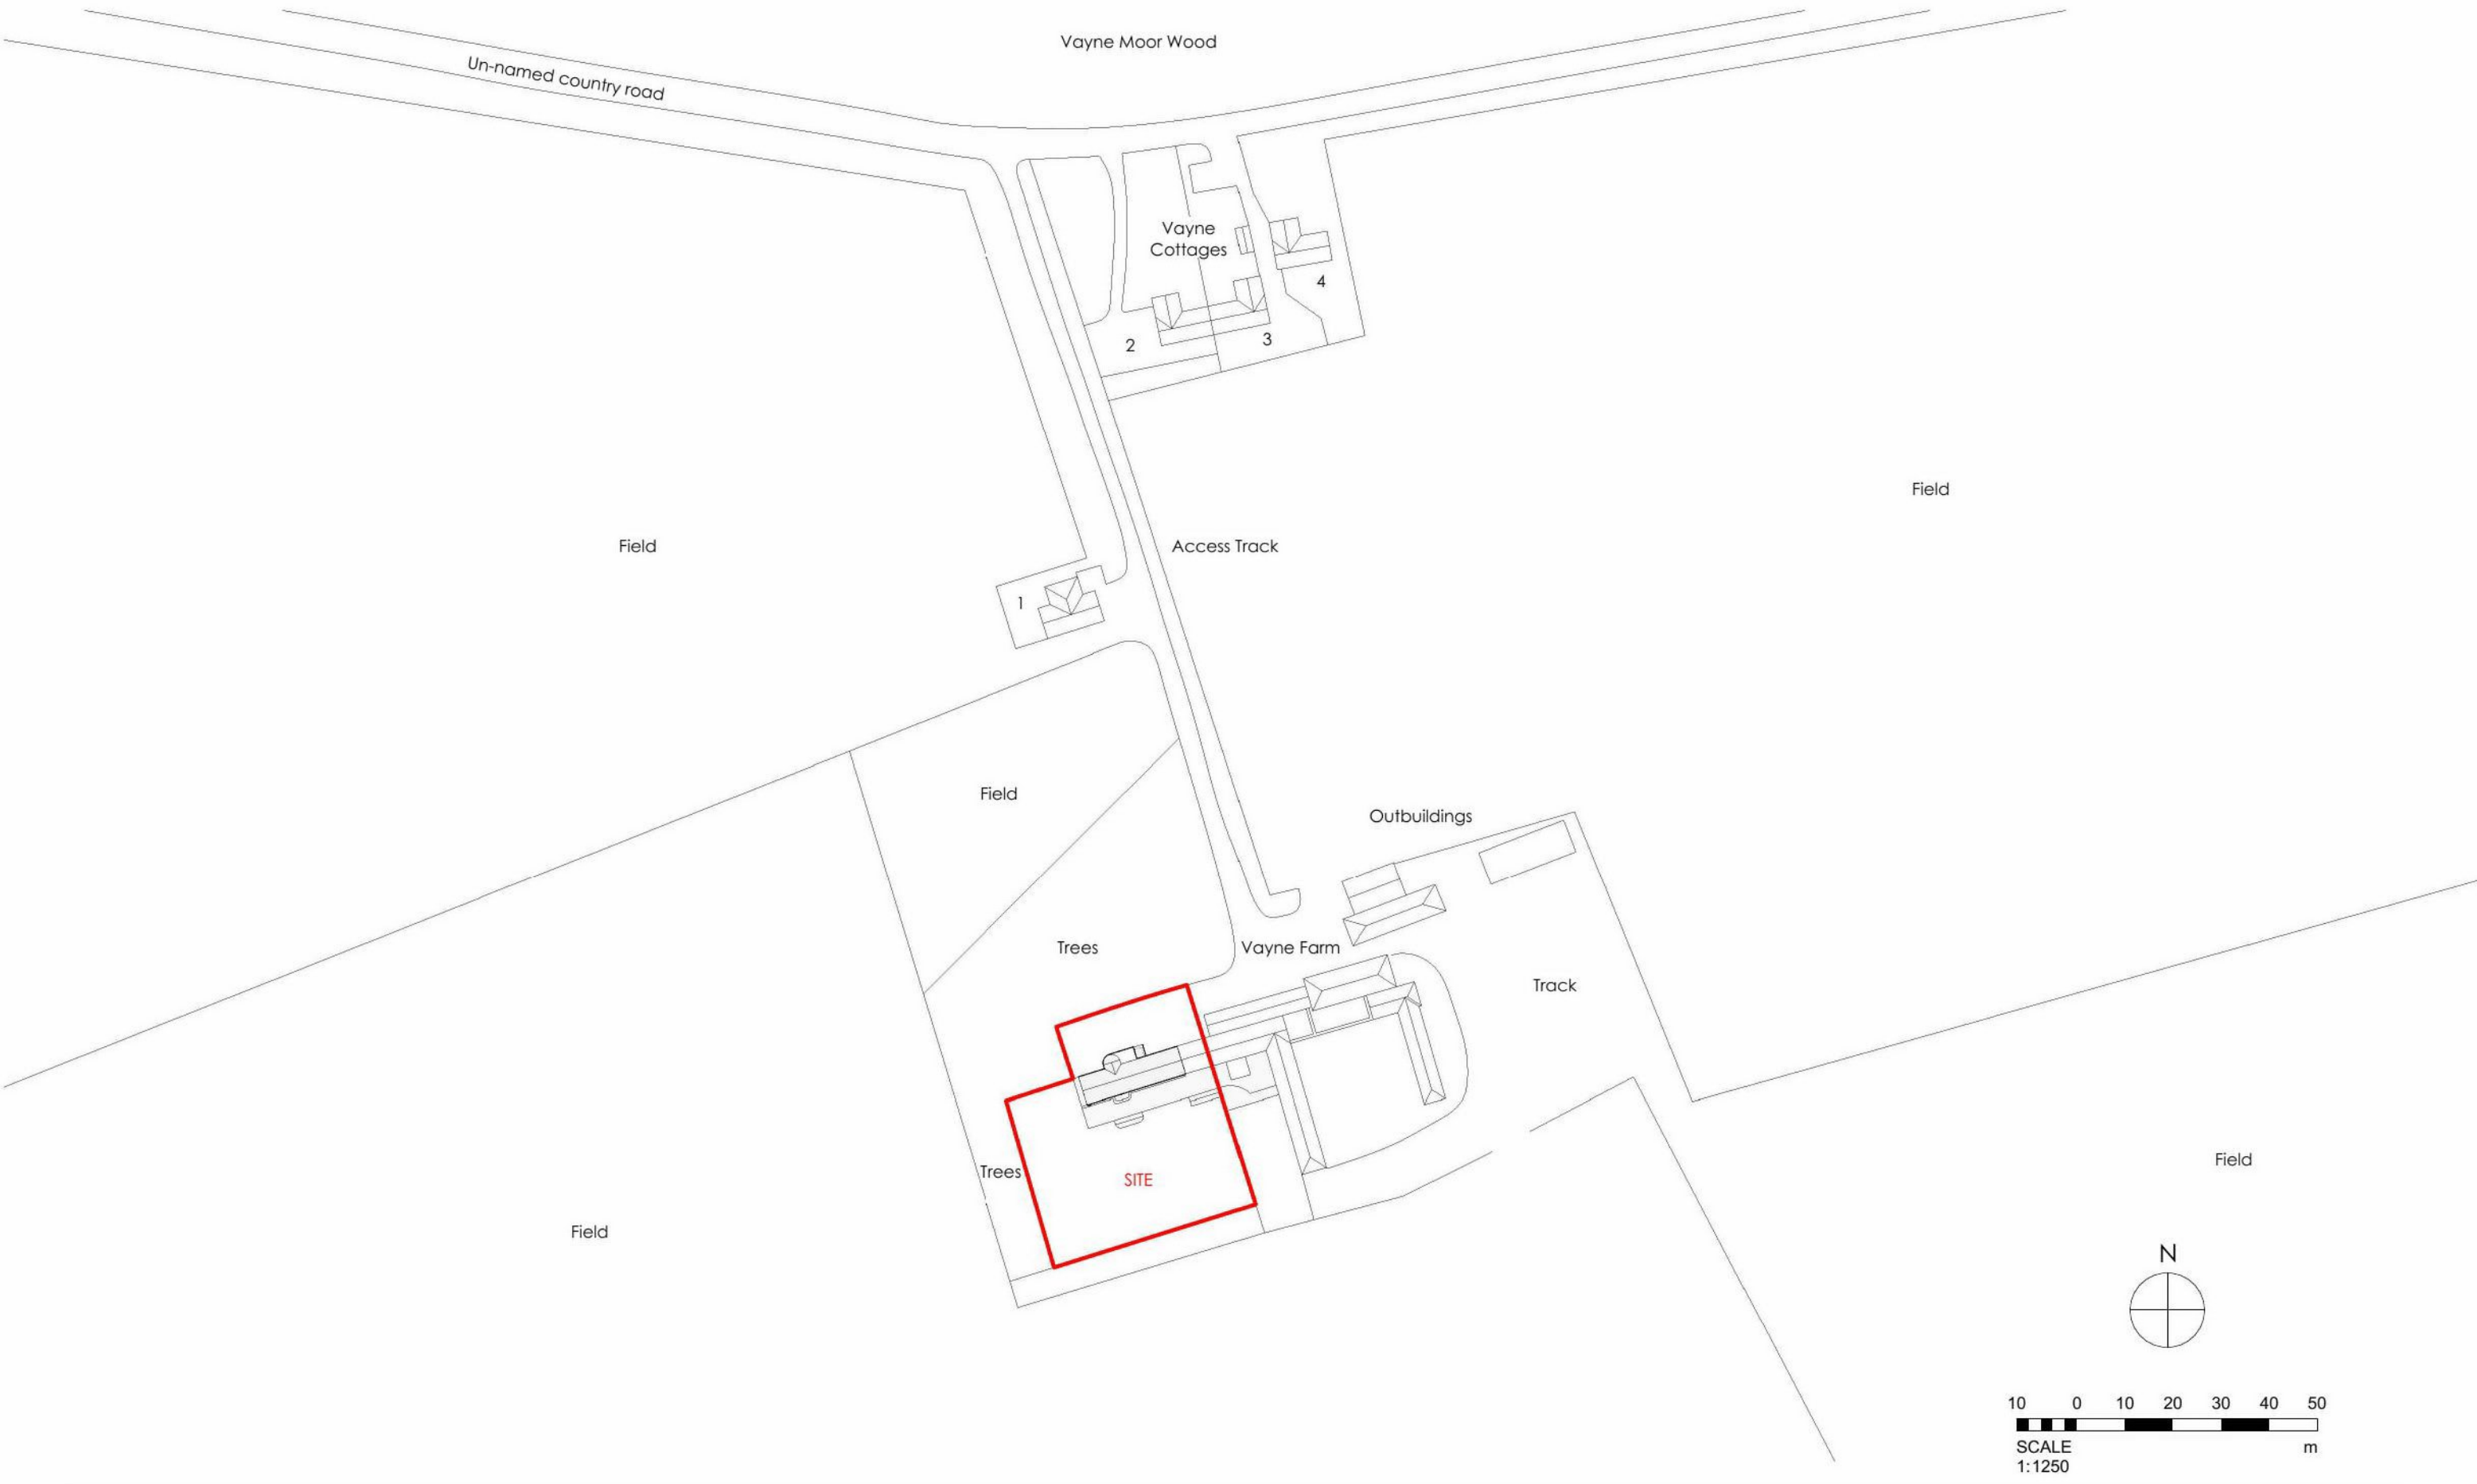 Vayne Moor Wood
Un-named country road
Vayne
Cottages
4
2
3
Field
Field
Access Track
1
Field
Outbuildings
Trees
Vayne Farm
Track
Trees
SITE
Field
Field
N
10 0 10 20 30 40 50
SCALE m
1:1250